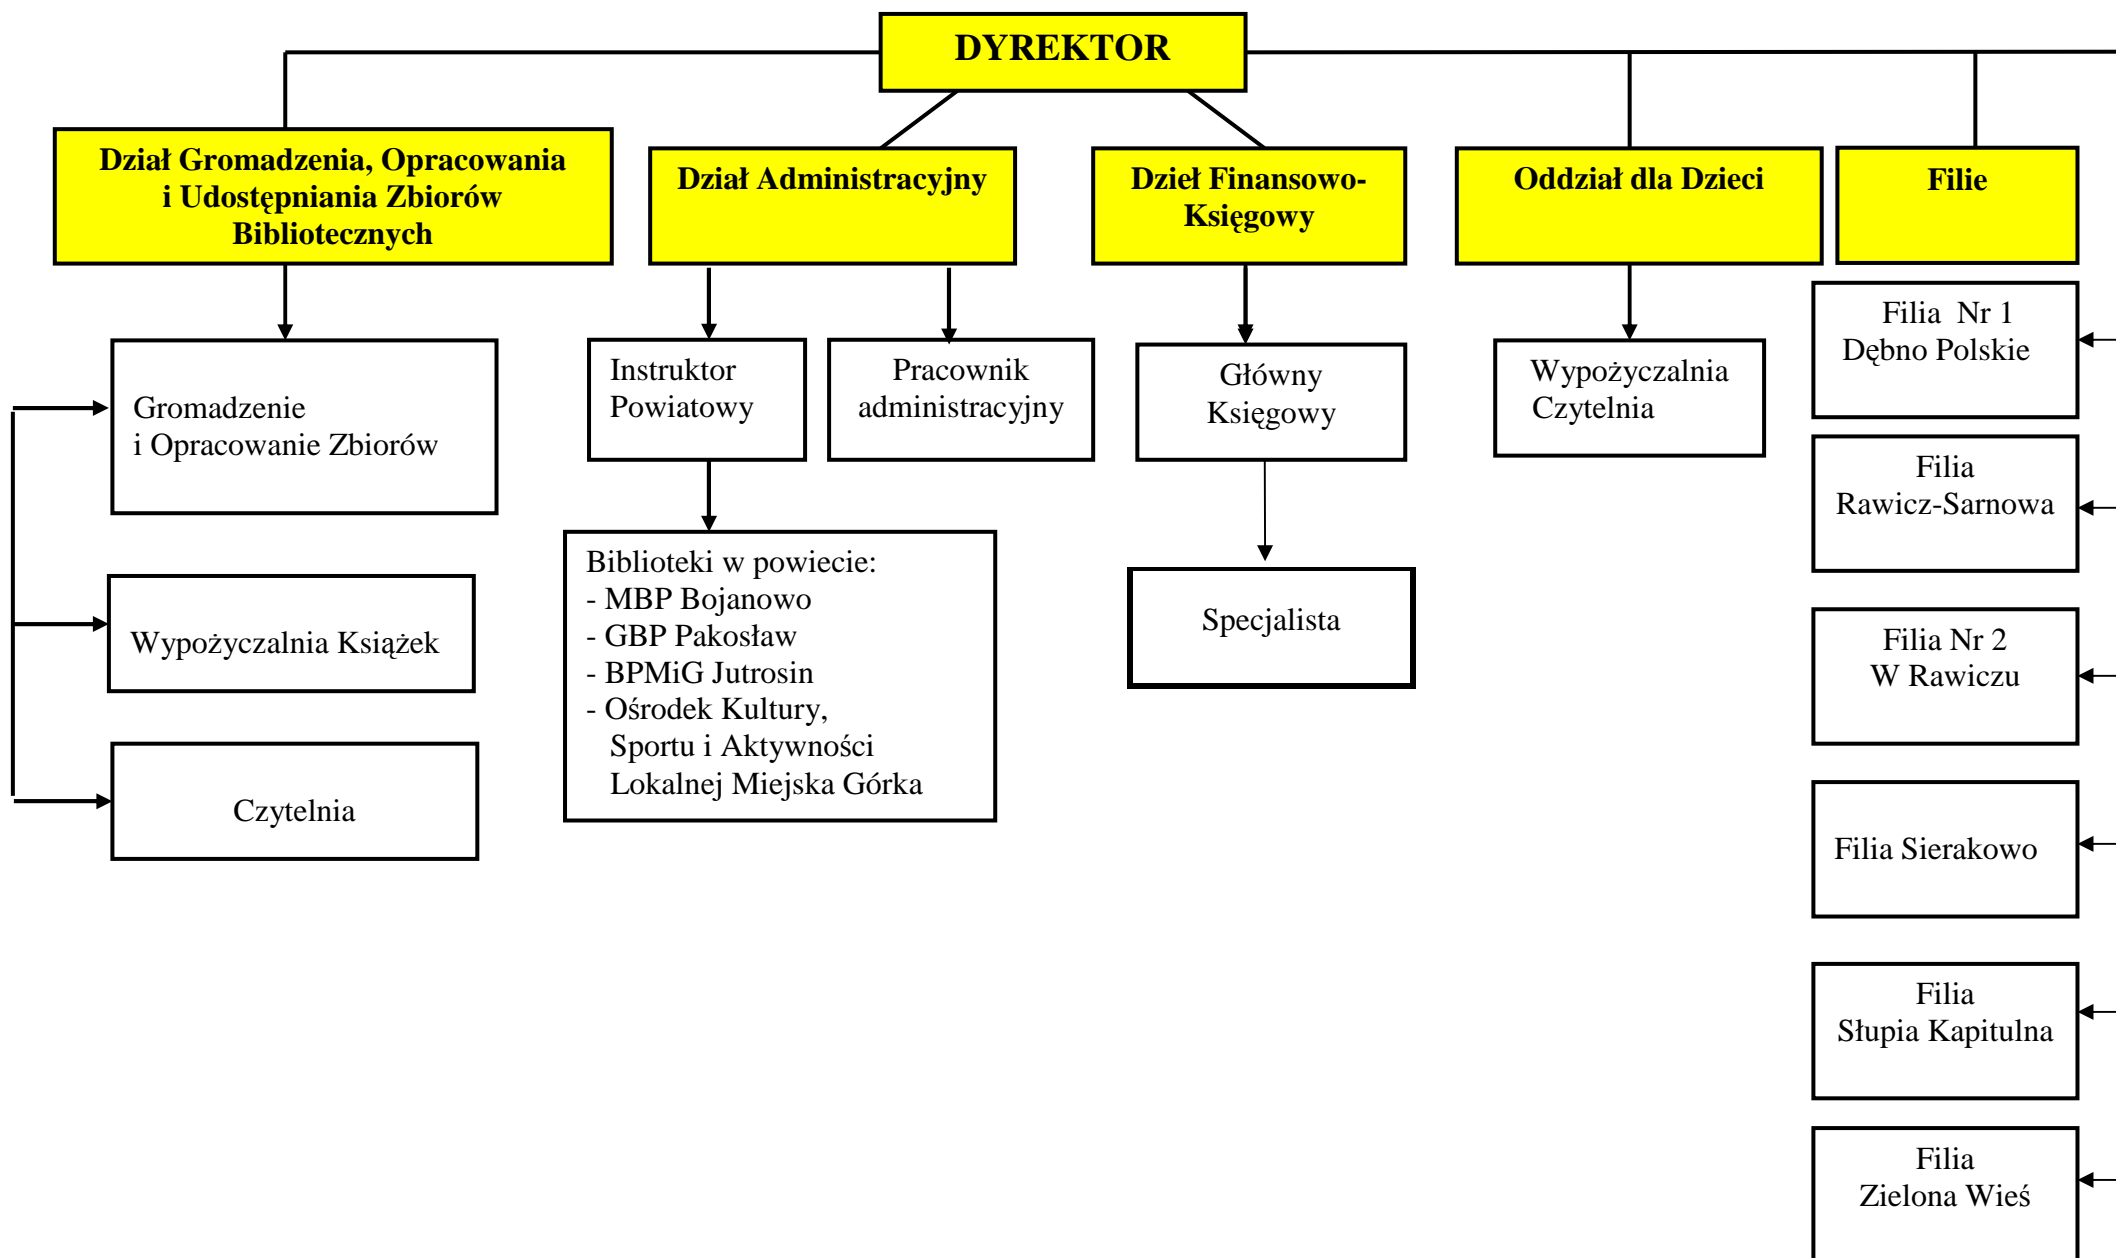 DYREKTOR
Dział Gromadzenia, Opracowania
i Udostępniania Zbiorów
Bibliotecznych
Dział Administracyjny
Dzieł Finansowo-
Księgowy
Oddział dla Dzieci
Filie
Gromadzenie
i Opracowanie Zbiorów
Wypożyczalnia Książek
Czytelnia
Instruktor
Powiatowy
Pracownik
administracyjny
Biblioteki w powiecie:
- MBP Bojanowo
- GBP Pakosław
- BPMiG Jutrosin
- Ośrodek Kultury,
Sportu i Aktywności
Lokalnej Miejska Górka
Główny
Księgowy
Specjalista
Wypożyczalnia
Czytelnia
Filia Nr 1
Dębno Polskie
Filia
Rawicz-Sarnowa
Filia Nr 2
W Rawiczu
Filia Sierakowo
Filia
Słupia Kapitulna
Filia
Zielona Wieś